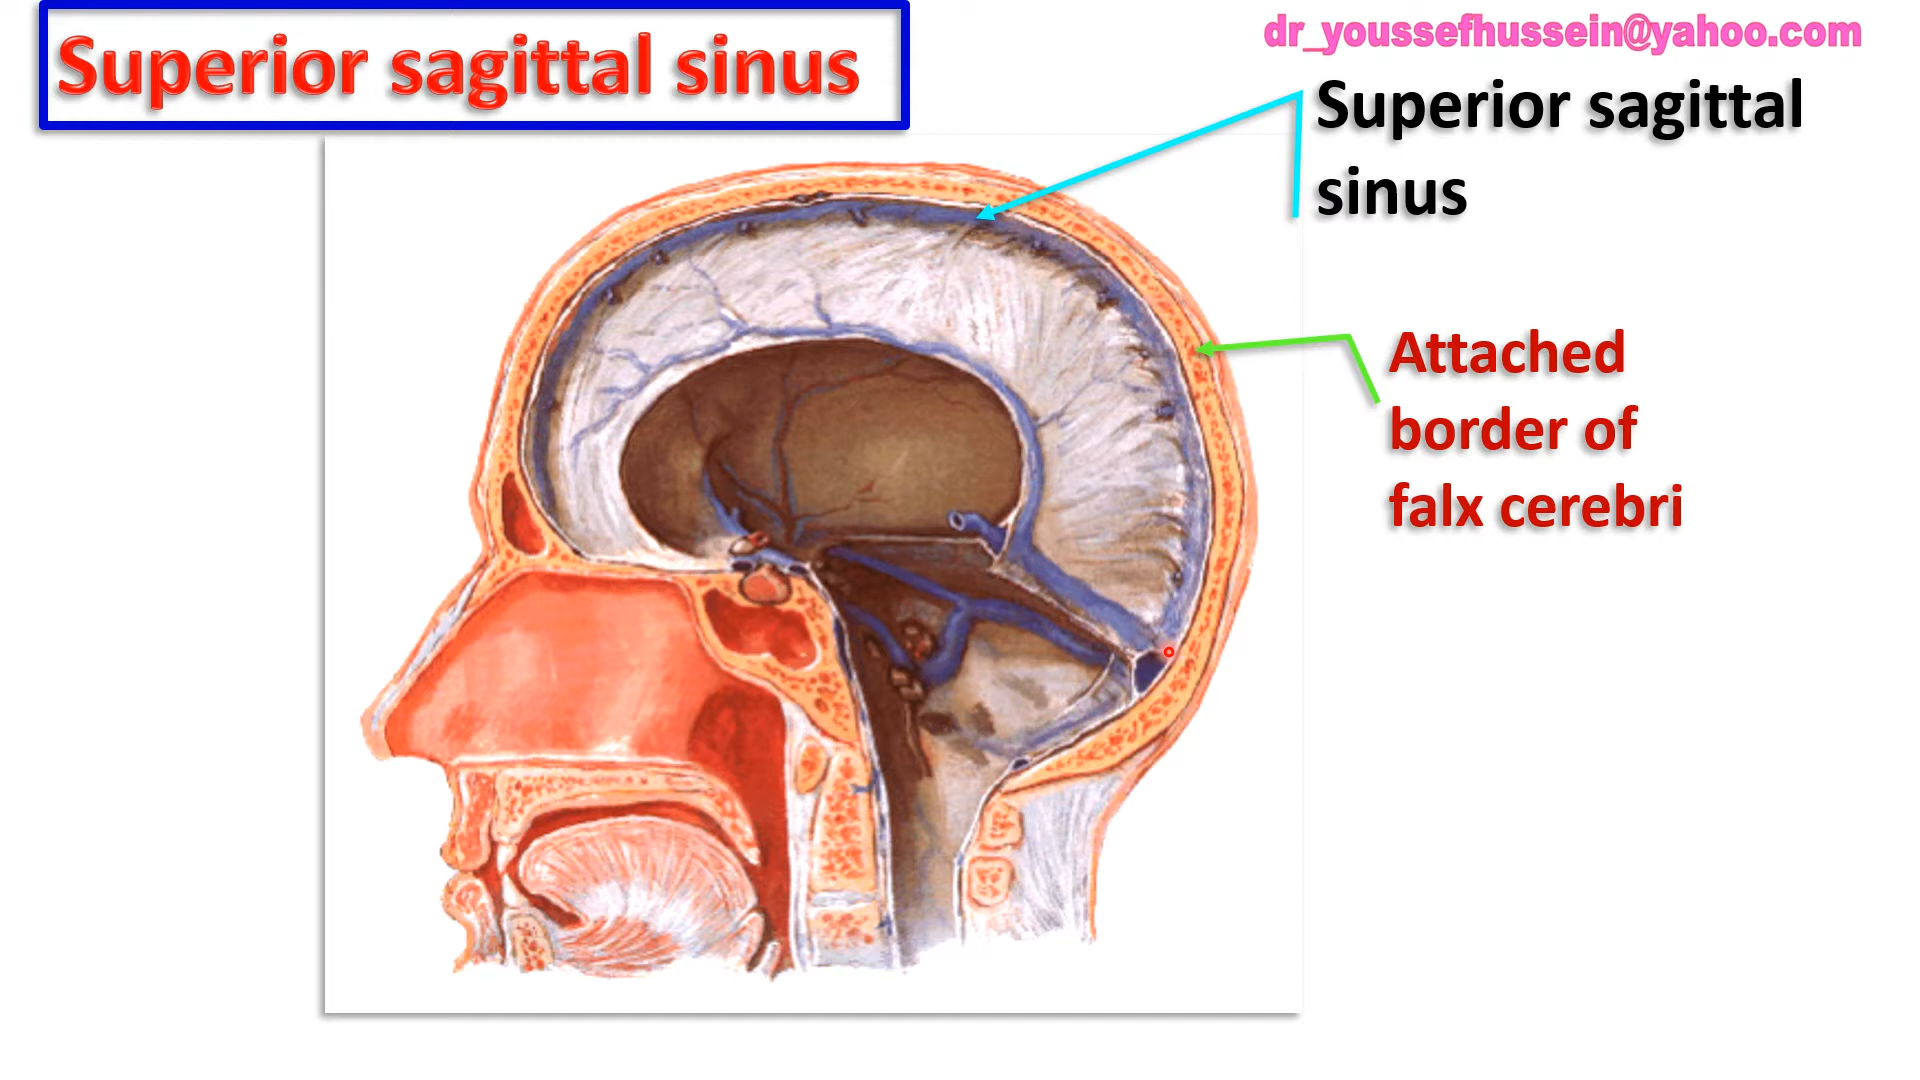 Superior sagittal sinus
dr_youssefhussein@yahoo.com
Superior sagittal
sinus
Attached
border of
falx cerebri